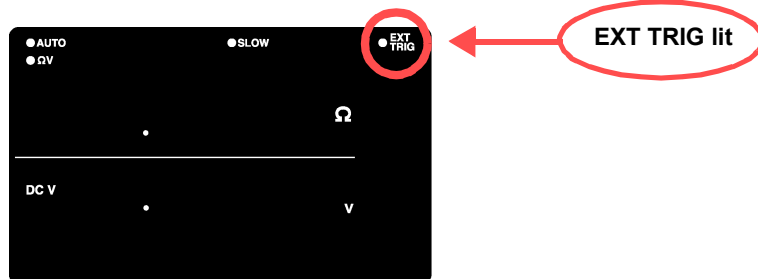 AUTO SLOW EXT TRIG
ΩV
Ω
DC V
V
EXT TRIG lit